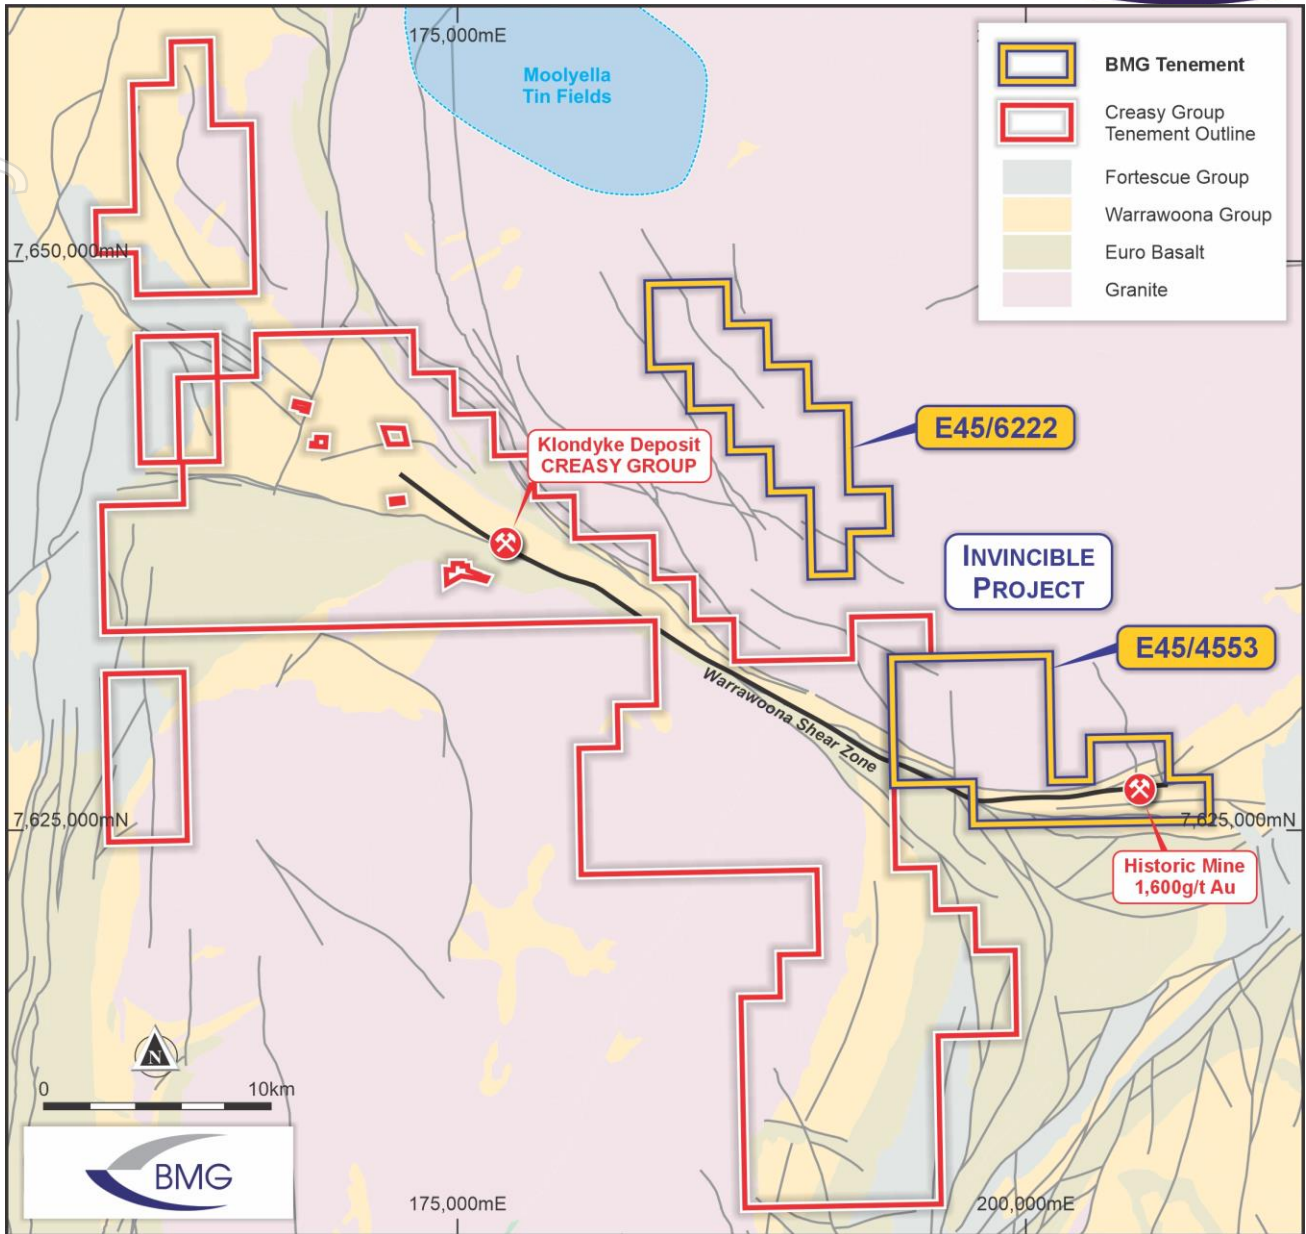 175,000mE
Moolyella
Tin Fields
BMG Tenement
Creasy Group
Tenement Outline
Fortescue Group
Warrawoona Group
Euro Basalt
Granite
7,650,000mN
E45/6222
Klondyke Deposit
CREASY GROUP
INVINCIBLE
PROJECT
E45/4553
Warrawoona Shear Zone
7,625,000mN
7,625,000mN
Historic Mine
1,600g/t Au
N
0
10km
BMG
175,000mE
200,000mE